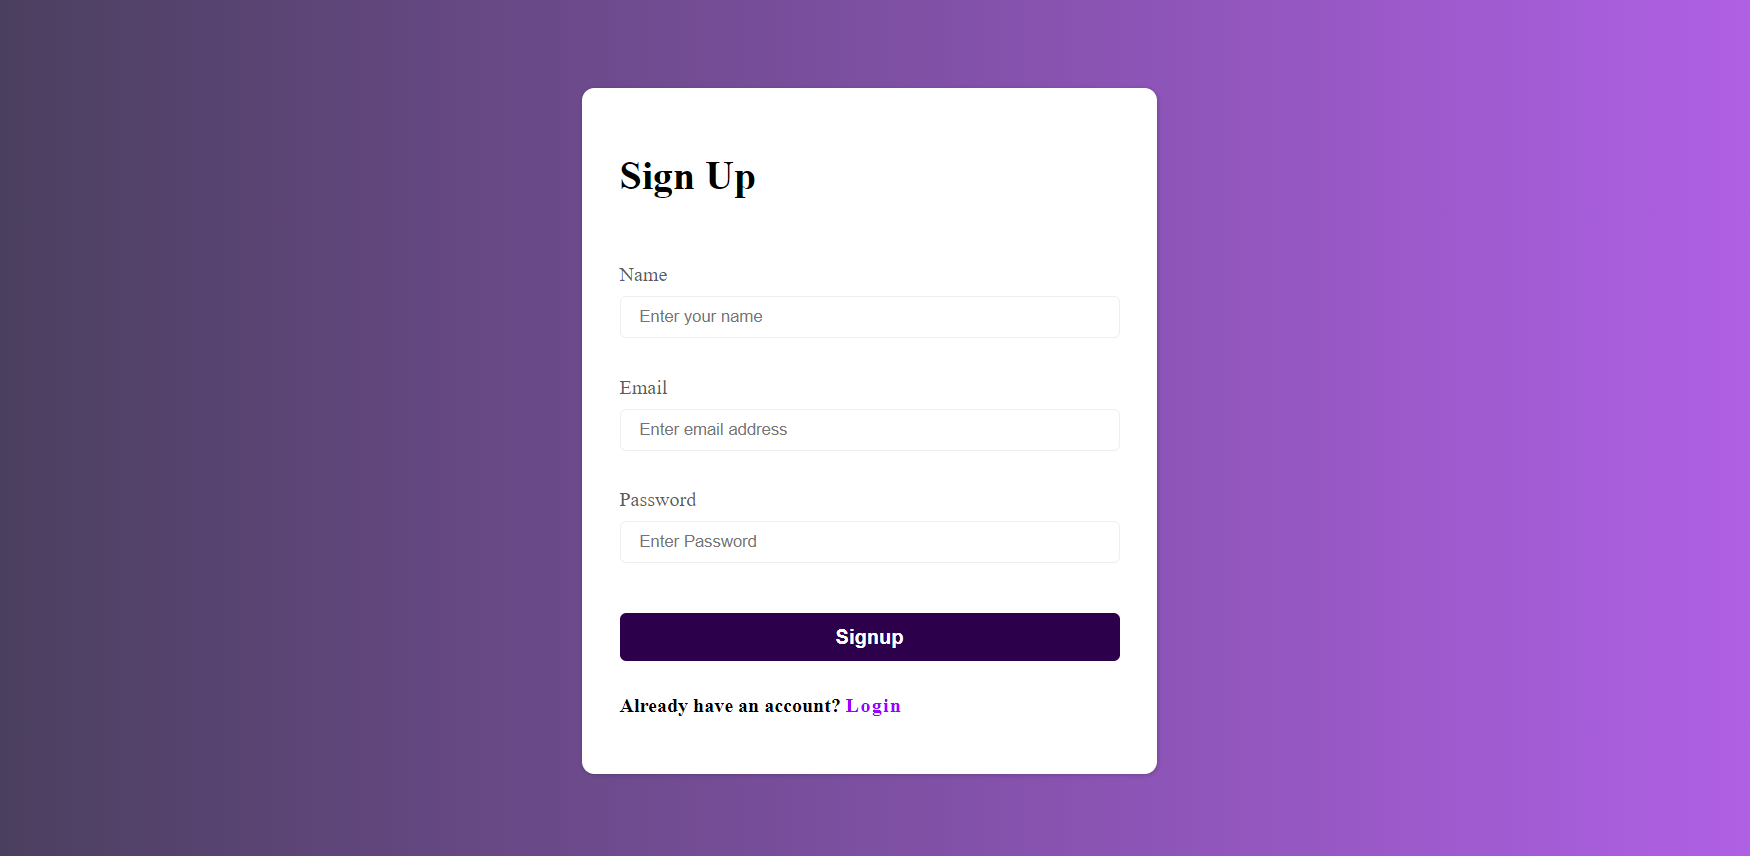 Sign Up
Name
Enter your name
Email
Enter email address
Password
Enter Password
Signup
Already have an account? Login